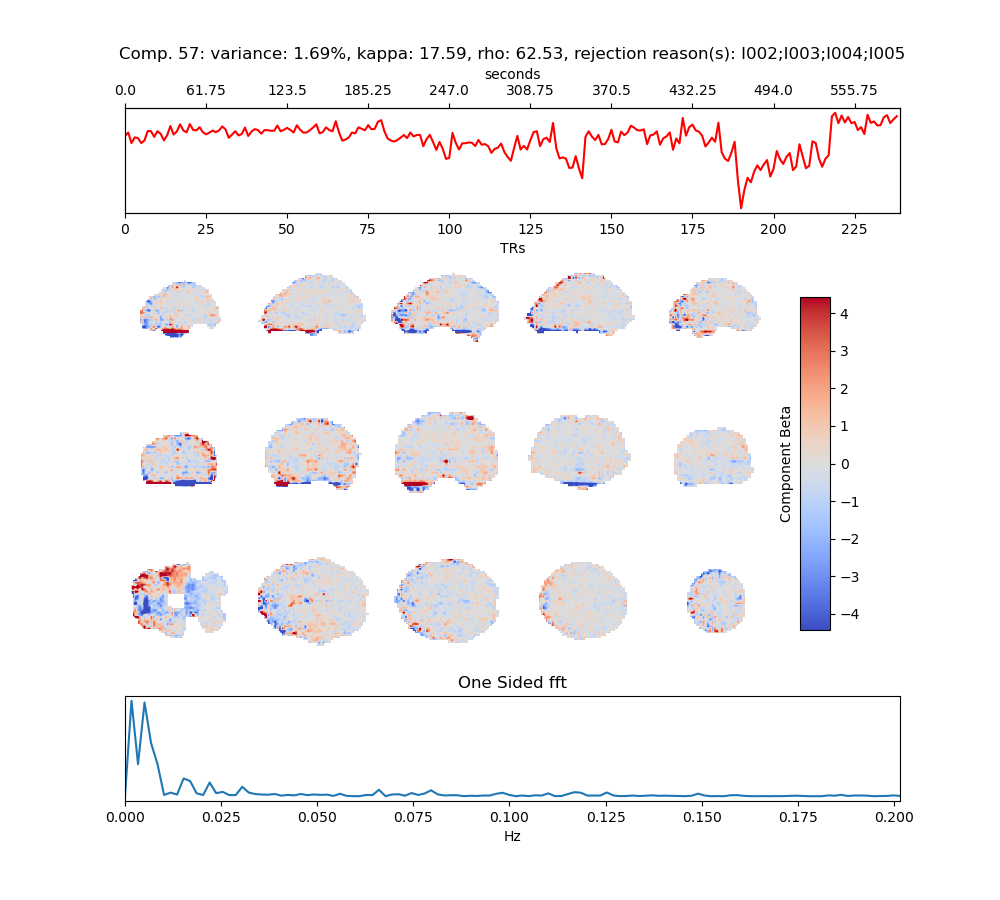 Comp. 57: variance: 1.69%, kappa: 17.59, rho: 62.53, rejection reason(s): I002;I003;I004;I005
seconds
0.0 61.75 123.5 185.25 247.0 308.75 370.5 432.25 494.0 555.75
0 25 50 75 100 125 150 175 200 225
TRs
4
3
2
1
0
−1
−2
−3
−4
Component Beta
One Sided fft
0.000 0.025 0.050 0.075 0.100 0.125 0.150 0.175 0.200
Hz